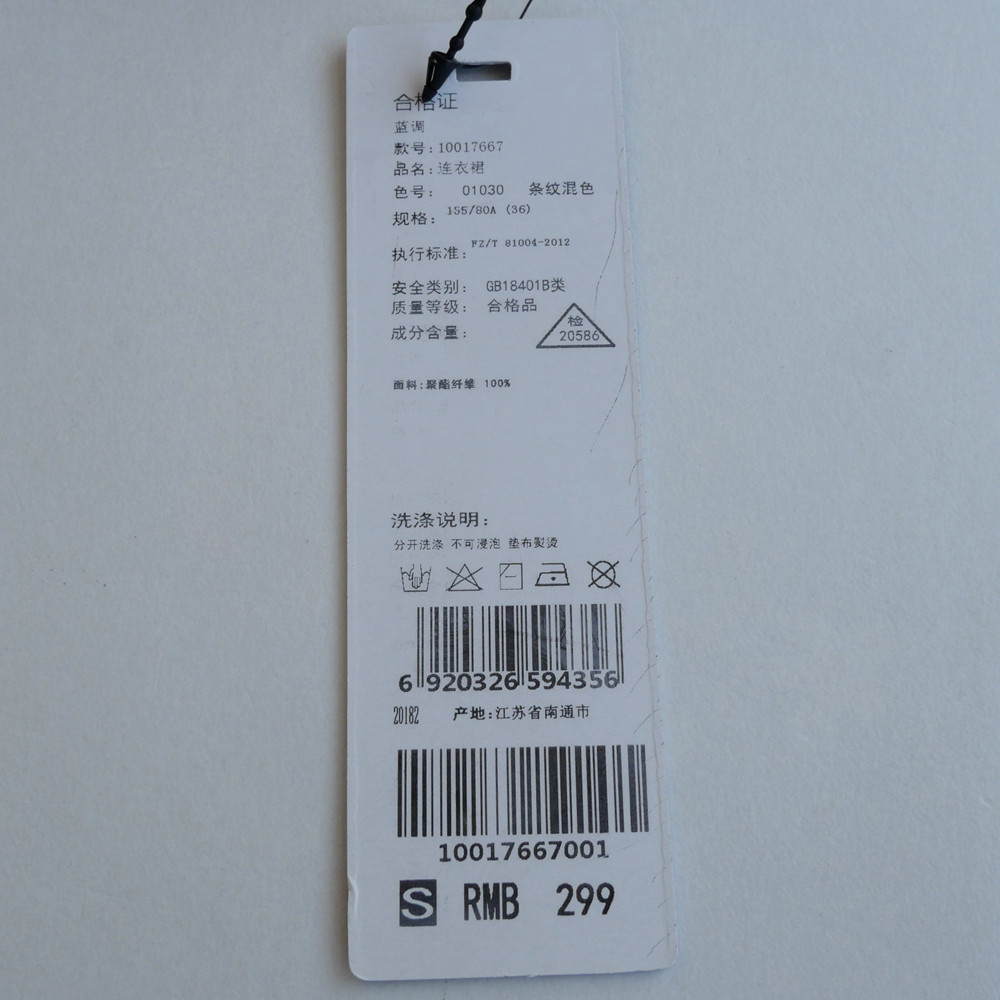 合格证
蓝调
款号:10017667
品名:连衣裙
色号: 01030 条纹混色
规格: 155/80A (36)
执行标准: FZ/T 81004-2012
安全类别: GB18401B类
质量等级: 合格品
检
20586
成分含量:
面料:聚酯纤维 100%
洗涤说明:
分开洗涤 不可浸泡 垫布熨烫
6 920326 594356
20182 产地:江苏省南通市
10017667001
S RMB 299